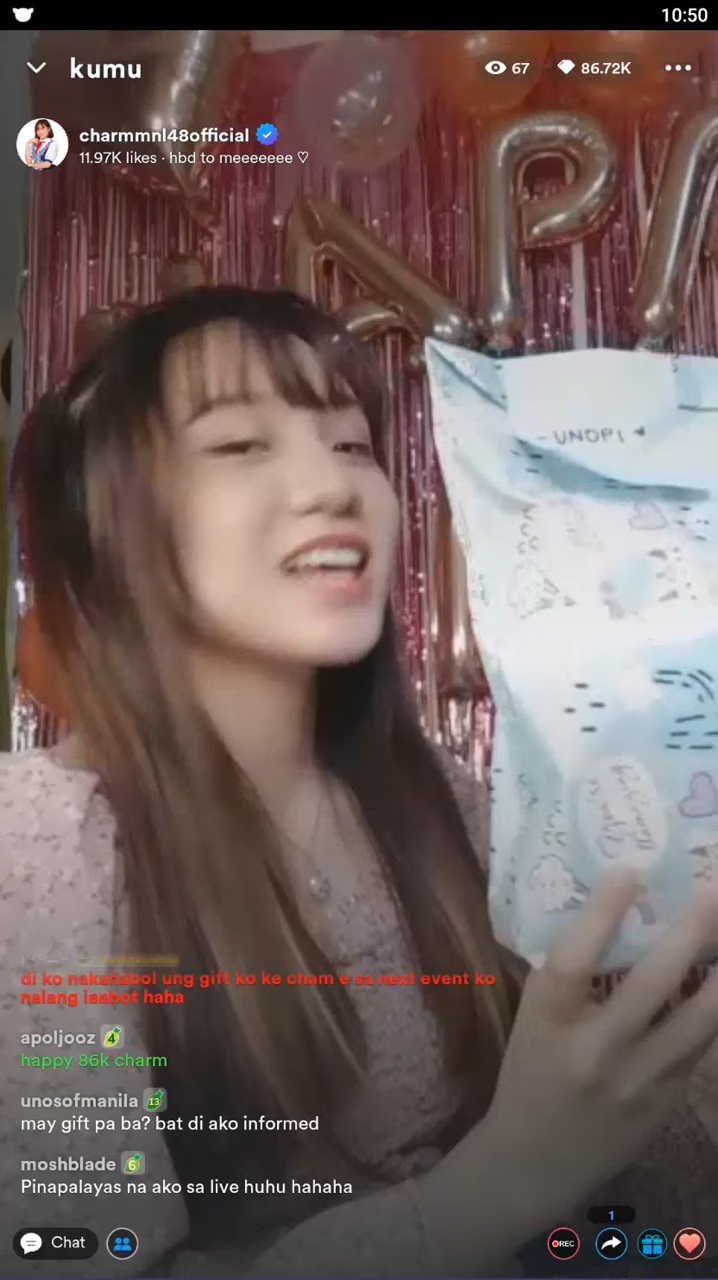 10:50
kumu
67
86.72K
charmmnl48official
11.97K likes · hbd to meeeeeee ♡
APR
- UNOPI
di ko nakahabol ung gift ko ke cham e sa next event ko
nalang iaabot haha
apoljooz 4
happy 86k charm
unosofmanila 13
may gift pa ba? bat di ako informed
moshblade 6
Pinapalayas na ako sa live huhu hahaha
1
Chat
REC